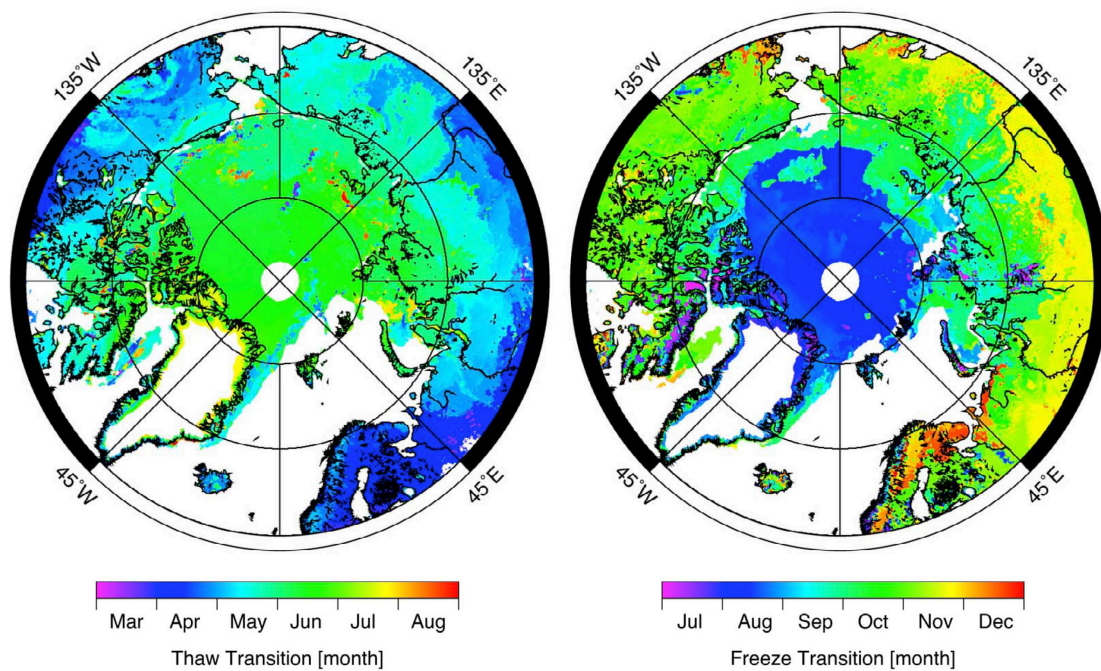 135°W
135°E
45°W
45°E
135°W
135°E
45°W
45°E
Mar Apr May Jun Jul Aug
Thaw Transition [month]
Jul Aug Sep Oct Nov Dec
Freeze Transition [month]